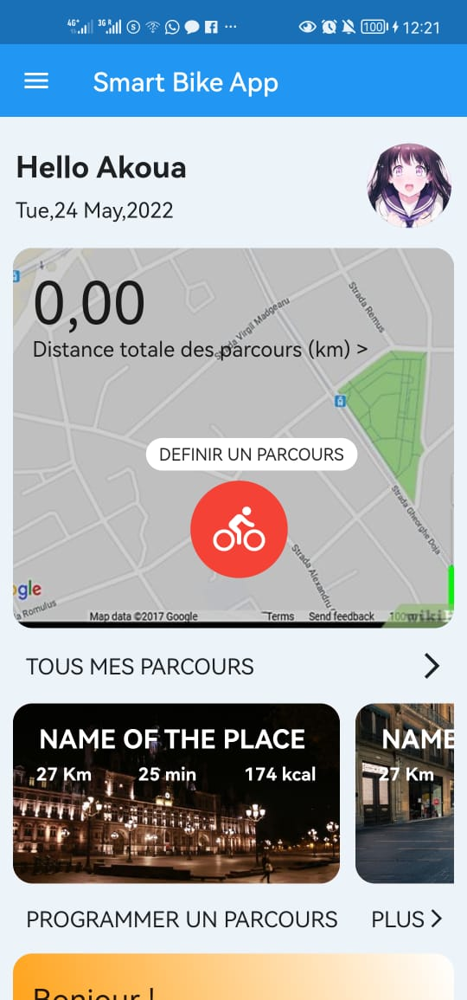 4G+ 3G R 100 12:21
Smart Bike App
Hello Akoua
Tue,24 May,2022
0,00
Distance totale des parcours (km) >
Strada Virgil Madgearu
Strada Remus
DEFINIR UN PARCOURS
Strada Gheorghe Doja
Strada Alexandru
ogle
a Romulus
Map data ©2017 Google
Terms
Send feedback
100
TOUS MES PARCOURS
NAME OF THE PLACE
27 Km 25 min 174 kcal
NAME
27 Km
PROGRAMMER UN PARCOURS
PLUS
Bonjour !